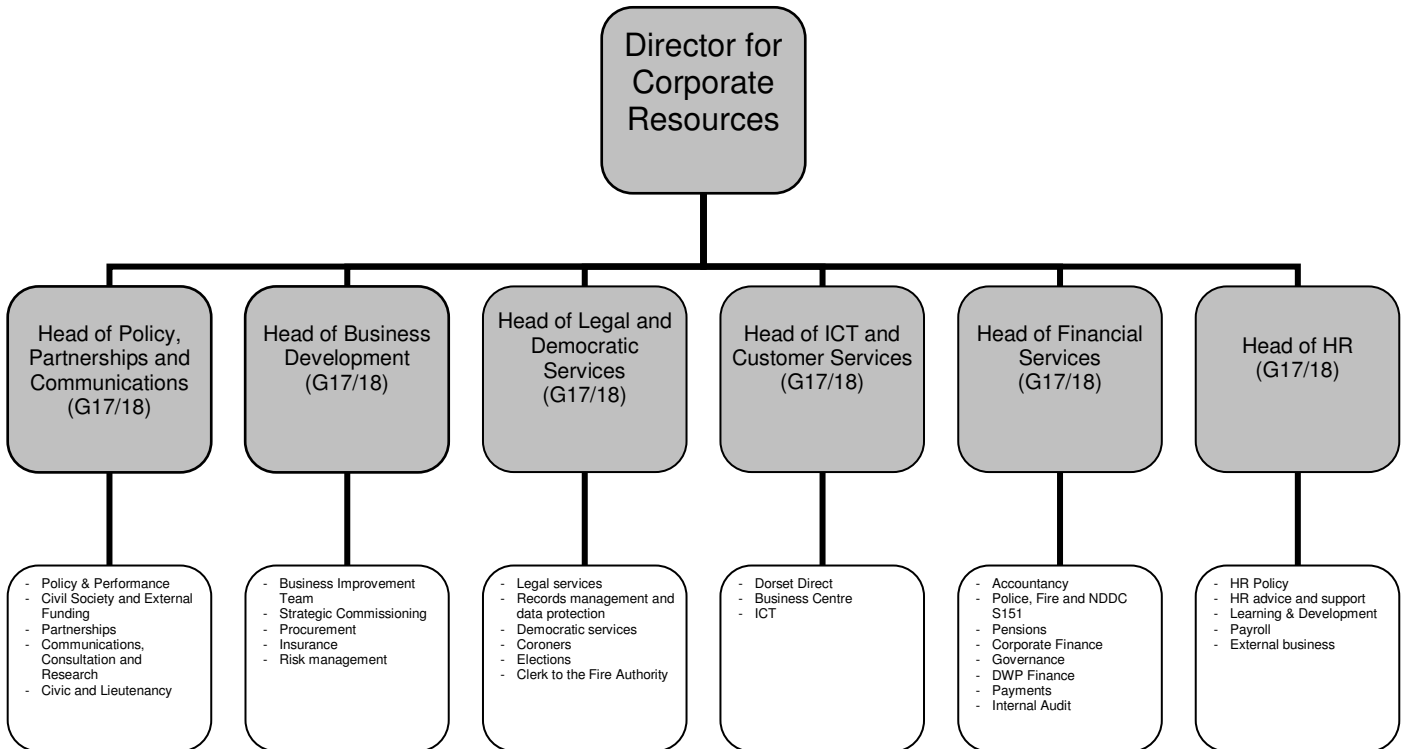 Director for
Corporate
Resources
Head of Policy,
Partnerships and
Communications
(G17/18)
Head of Business
Development
(G17/18)
Head of Legal and
Democratic
Services
(G17/18)
Head of ICT and
Customer Services
(G17/18)
Head of Financial
Services
(G17/18)
Head of HR
(G17/18)
- Policy & Performance
- Civil Society and External
Funding
- Partnerships
- Communications,
Consultation and
Research
- Civic and Lieutenancy
- Business Improvement
Team
- Strategic Commissioning
- Procurement
- Insurance
- Risk management
- Legal services
- Records management and
data protection
- Democratic services
- Coroners
- Elections
- Clerk to the Fire Authority
- Dorset Direct
- Business Centre
- ICT
- Accountancy
- Police, Fire and NDDC
S151
- Pensions
- Corporate Finance
- Governance
- DWP Finance
- Payments
- Internal Audit
- HR Policy
- HR advice and support
- Learning & Development
- Payroll
- External business